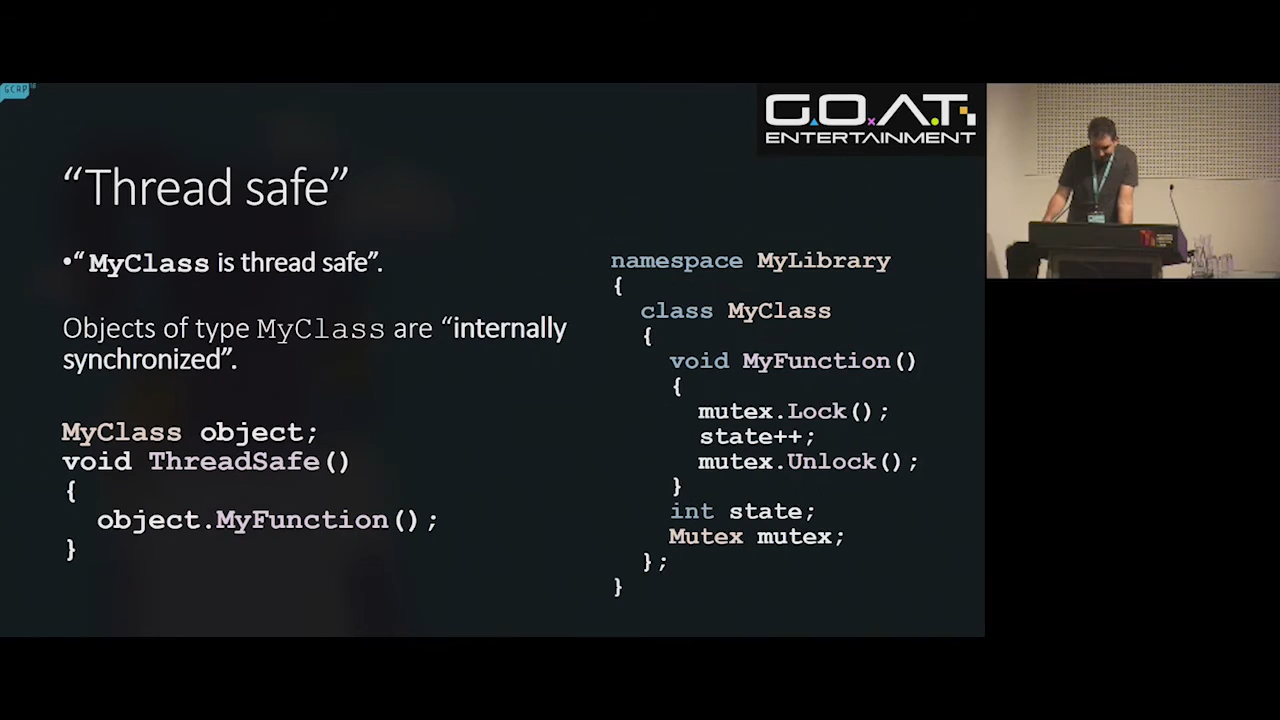 GCAP
G.O.A.T.
ENTERTAINMENT
“Thread safe”
•“MyClass is thread safe”.
Objects of type MyClass are “internally
synchronized”.
MyClass object;
void ThreadSafe()
{
object.MyFunction();
}
namespace MyLibrary
{
class MyClass
{
void MyFunction()
{
mutex.Lock();
state++;
mutex.Unlock();
}
int state;
Mutex mutex;
};
}